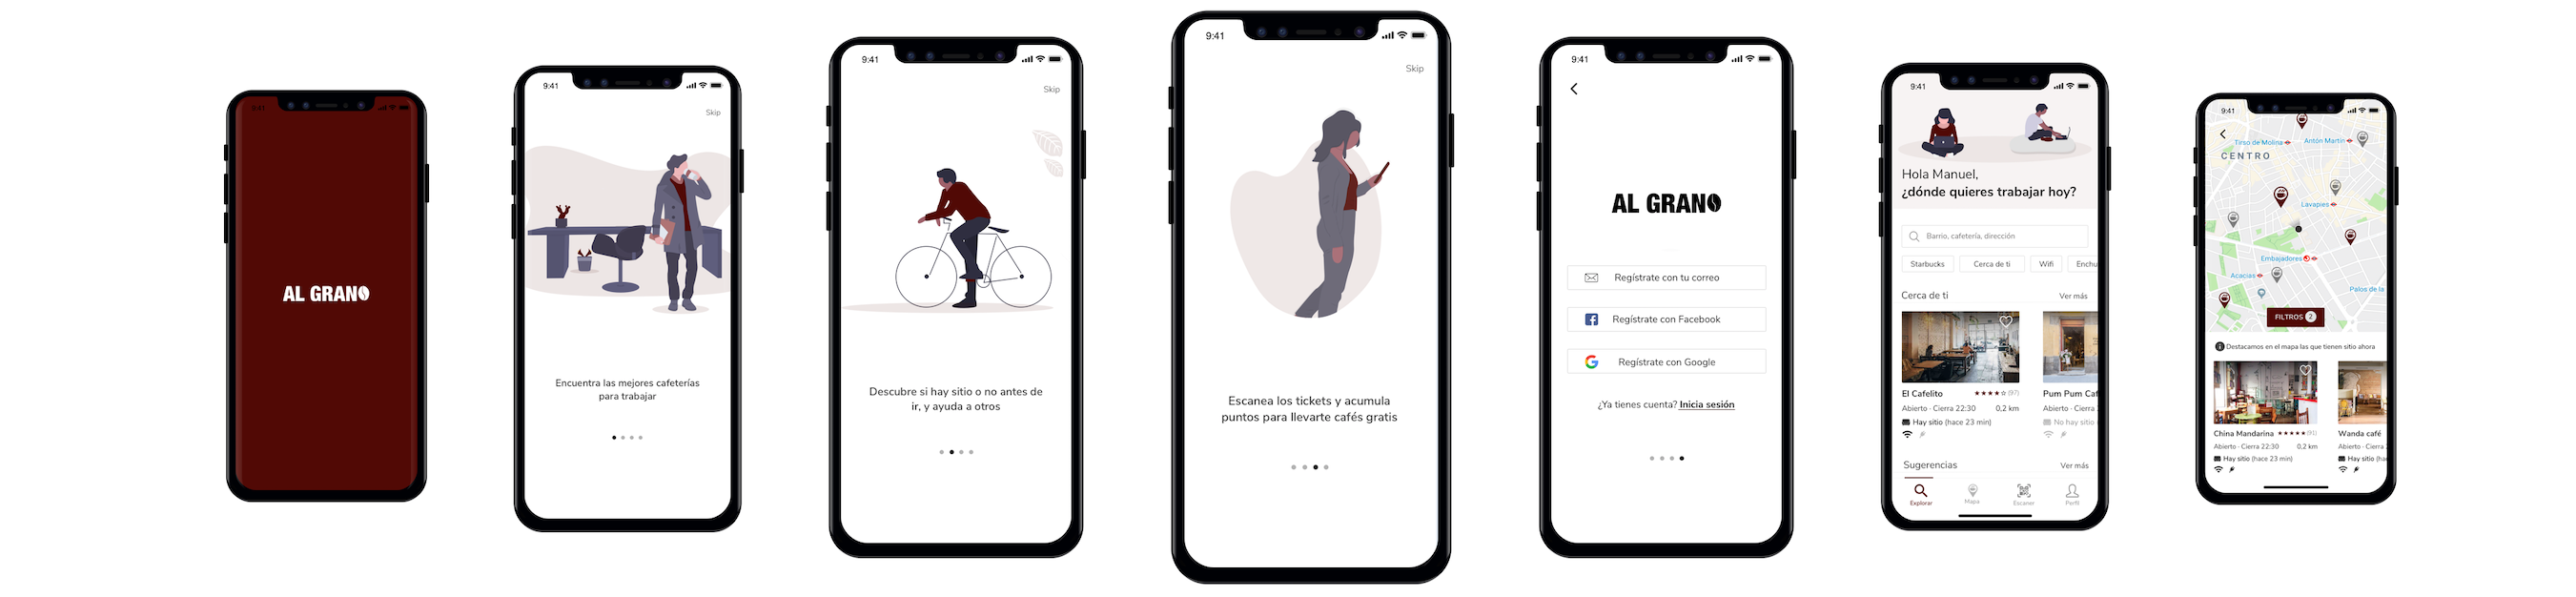 9:41
AL GRANO
9:41
Skip
Encuentra las mejores cafeterías
para trabajar
9:41
Skip
Descubre si hay sitio o no antes de
ir, y ayuda a otros
9:41
Skip
Escanea los tickets y acumula
puntos para llevarte cafés gratis
9:41
AL GRANO
Regístrate con tu correo
Regístrate con Facebook
Regístrate con Google
¿Ya tienes cuenta? Inicia sesión
9:41
Hola Manuel,
¿dónde quieres trabajar hoy?
Barrio, cafetería, dirección
Starbucks Cerca de ti Wifi Enchu
Cerca de ti Ver más
El Cafelito (97) Pum Pum Caf
Abierto · Cierra 22:30 0,2 km Abierto · Cierra
Hay sitio (hace 23 min) No hay sitio
Sugerencias Ver más
Explorar Mapa Escaner Perfil
9:41
Tirso de Molina Antón Martín
CENTRO
Lavapies
Embajadores
Acacias
Palos de la
FILTROS 2
Destacamos en el mapa las que tienen sitio ahora
China Mandarina (91) Wanda café
Abierto · Cierra 22:30 0,2 km Abierto · Cierra
Hay sitio (hace 23 min) Hay sitio (ha